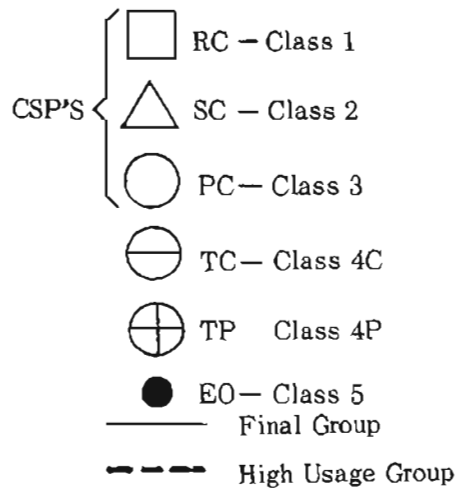 RC – Class 1
CSP'S SC – Class 2
PC – Class 3
TC – Class 4C
TP Class 4P
EO – Class 5
Final Group
High Usage Group